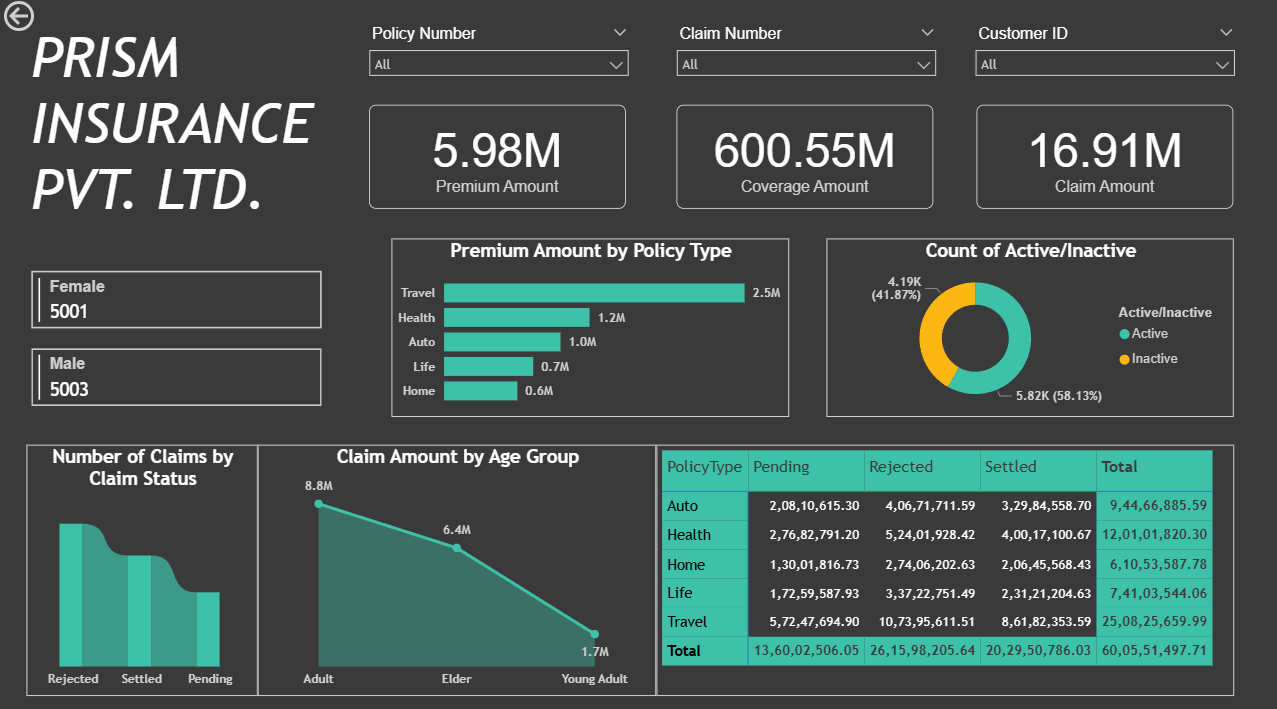 PRISM
INSURANCE
PVT. LTD.
Policy Number
All
Claim Number
All
Customer ID
All
5.98M
Premium Amount
600.55M
Coverage Amount
16.91M
Claim Amount
Female
5001
Male
5003
Premium Amount by Policy Type
Travel 2.5M
Health 1.2M
Auto 1.0M
Life 0.7M
Home 0.6M
Count of Active/Inactive
4.19K
(41.87%)
5.82K (58.13%)
Active/Inactive
Active
Inactive
Number of Claims by
Claim Status
Rejected Settled Pending
Claim Amount by Age Group
8.8M
6.4M
1.7M
Adult Elder Young Adult
PolicyType Pending Rejected Settled Total
Auto 2,08,10,615.30 4,06,71,711.59 3,29,84,558.70 9,44,66,885.59
Health 2,76,82,791.20 5,24,01,928.42 4,00,17,100.67 12,01,01,820.30
Home 1,30,01,816.73 2,74,06,202.63 2,06,45,568.43 6,10,53,587.78
Life 1,72,59,587.93 3,37,22,751.49 2,31,21,204.63 7,41,03,544.06
Travel 5,72,47,694.90 10,73,95,611.51 8,61,82,353.59 25,08,25,659.99
Total 13,60,02,506.05 26,15,98,205.64 20,29,50,786.03 60,05,51,497.71